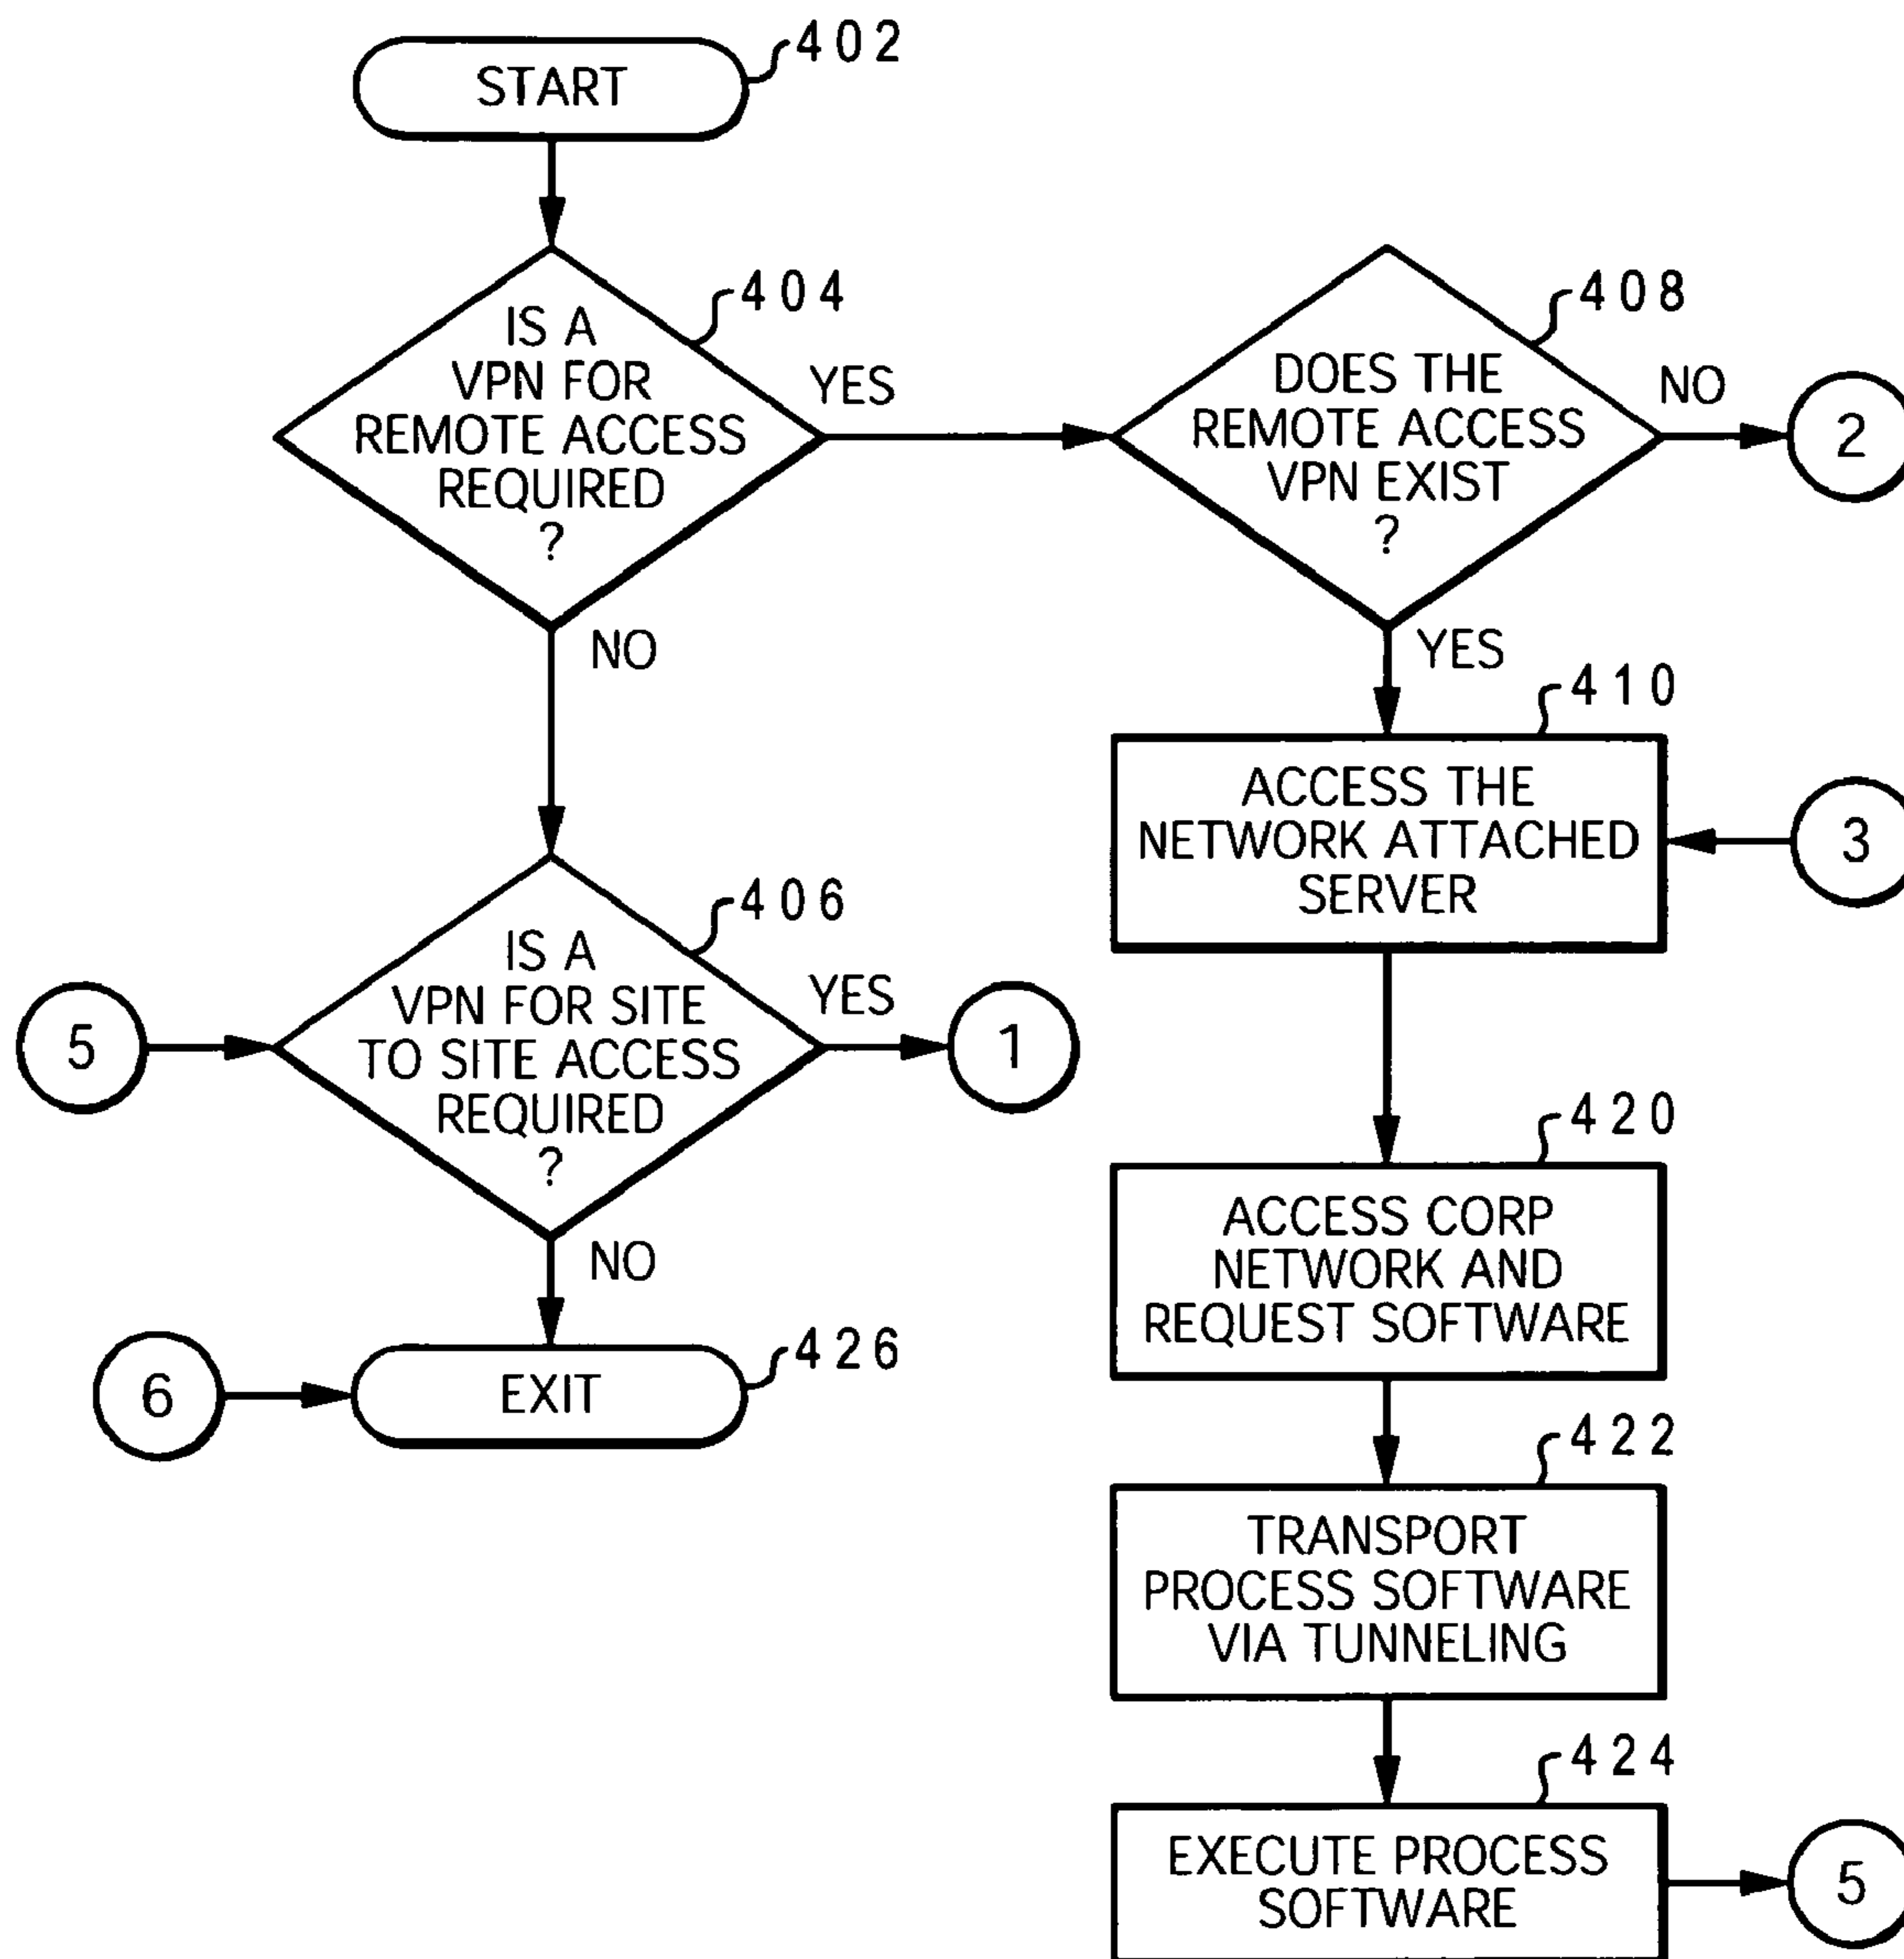 START
402
IS A
VPN FOR
REMOTE ACCESS
REQUIRED
?
404
YES
NO
DOES THE
REMOTE ACCESS
VPN EXIST
?
408
NO
2
YES
ACCESS THE
NETWORK ATTACHED
SERVER
410
3
5
IS A
VPN FOR SITE
TO SITE ACCESS
REQUIRED
?
406
YES
1
NO
6
EXIT
426
ACCESS CORP
NETWORK AND
REQUEST SOFTWARE
420
TRANSPORT
PROCESS SOFTWARE
VIA TUNNELING
422
EXECUTE PROCESS
SOFTWARE
424
5